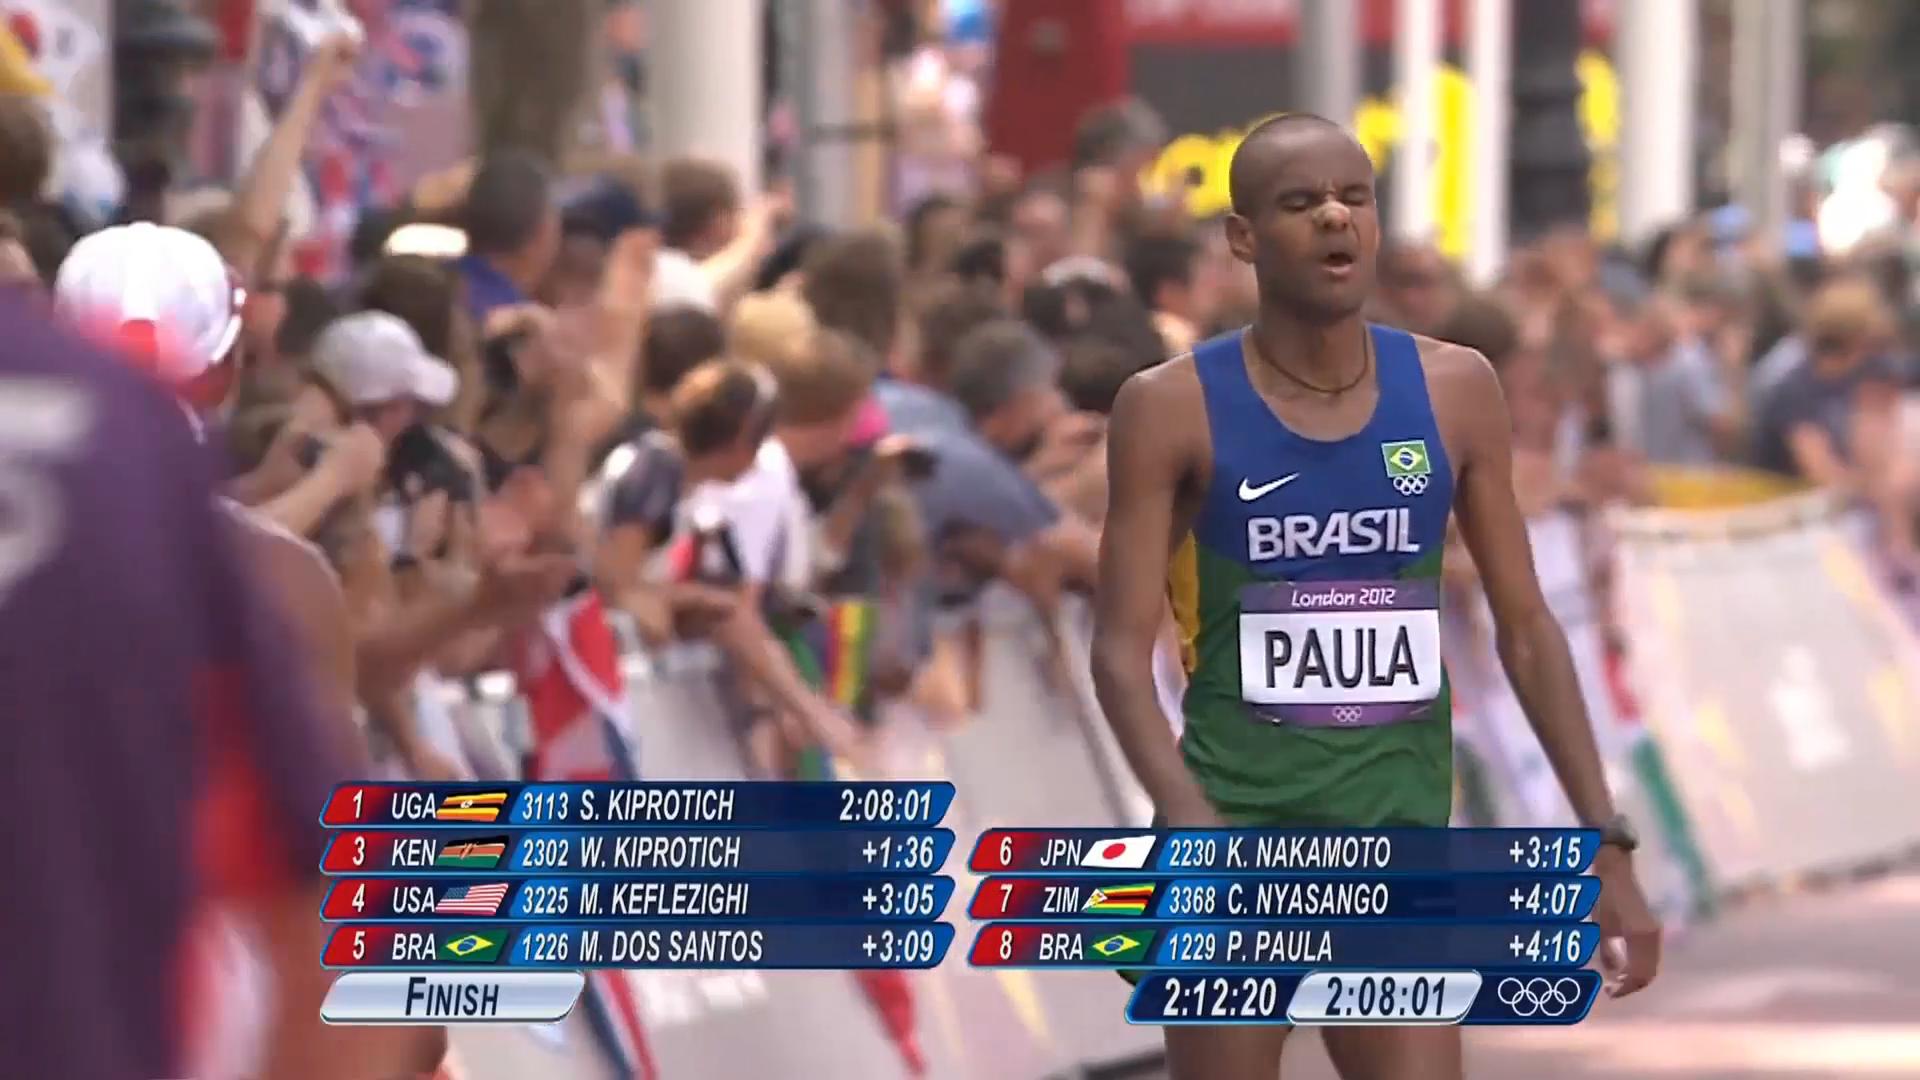 BRASIL
London 2012
PAULA
1 UGA 3113 S. KIPROTICH 2:08:01
3 KEN 2302 W. KIPROTICH +1:36
4 USA 3225 M. KEFLEZIGHI +3:05
5 BRA 1226 M. DOS SANTOS +3:09
6 JPN 2230 K. NAKAMOTO +3:15
7 ZIM 3368 C. NYASANGO +4:07
8 BRA 1229 P. PAULA +4:16
FINISH
2:12:20 2:08:01